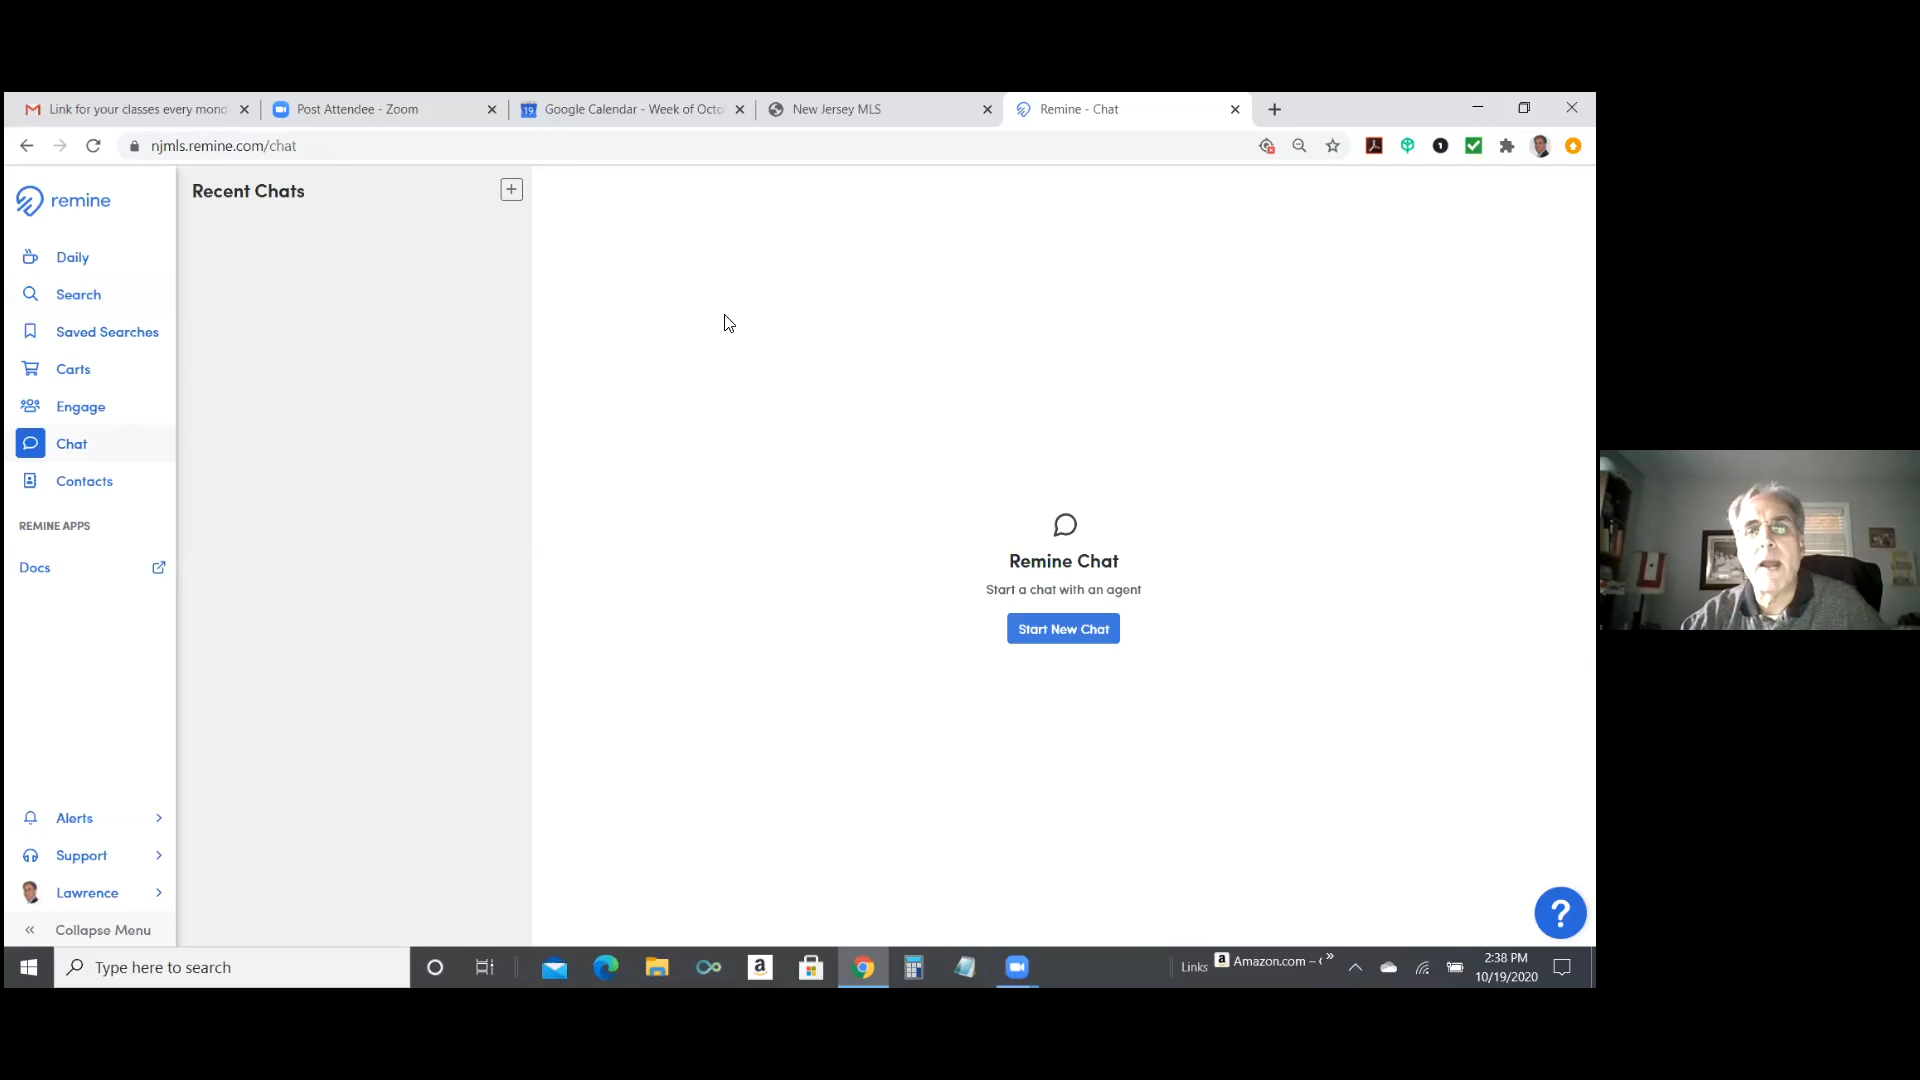 Link for your classes every mond
Post Attendee - Zoom
19
Google Calendar - Week of Octo
New Jersey MLS
Remine - Chat
njmls.remine.com/chat
remine
Recent Chats
Daily
Search
Saved Searches
Carts
Engage
Chat
Contacts
REMINE APPS
Docs
Remine Chat
Start a chat with an agent
Start New Chat
Alerts
Support
Lawrence
Collapse Menu
?
Type here to search
Links
Amazon.com – (
2:38 PM
10/19/2020